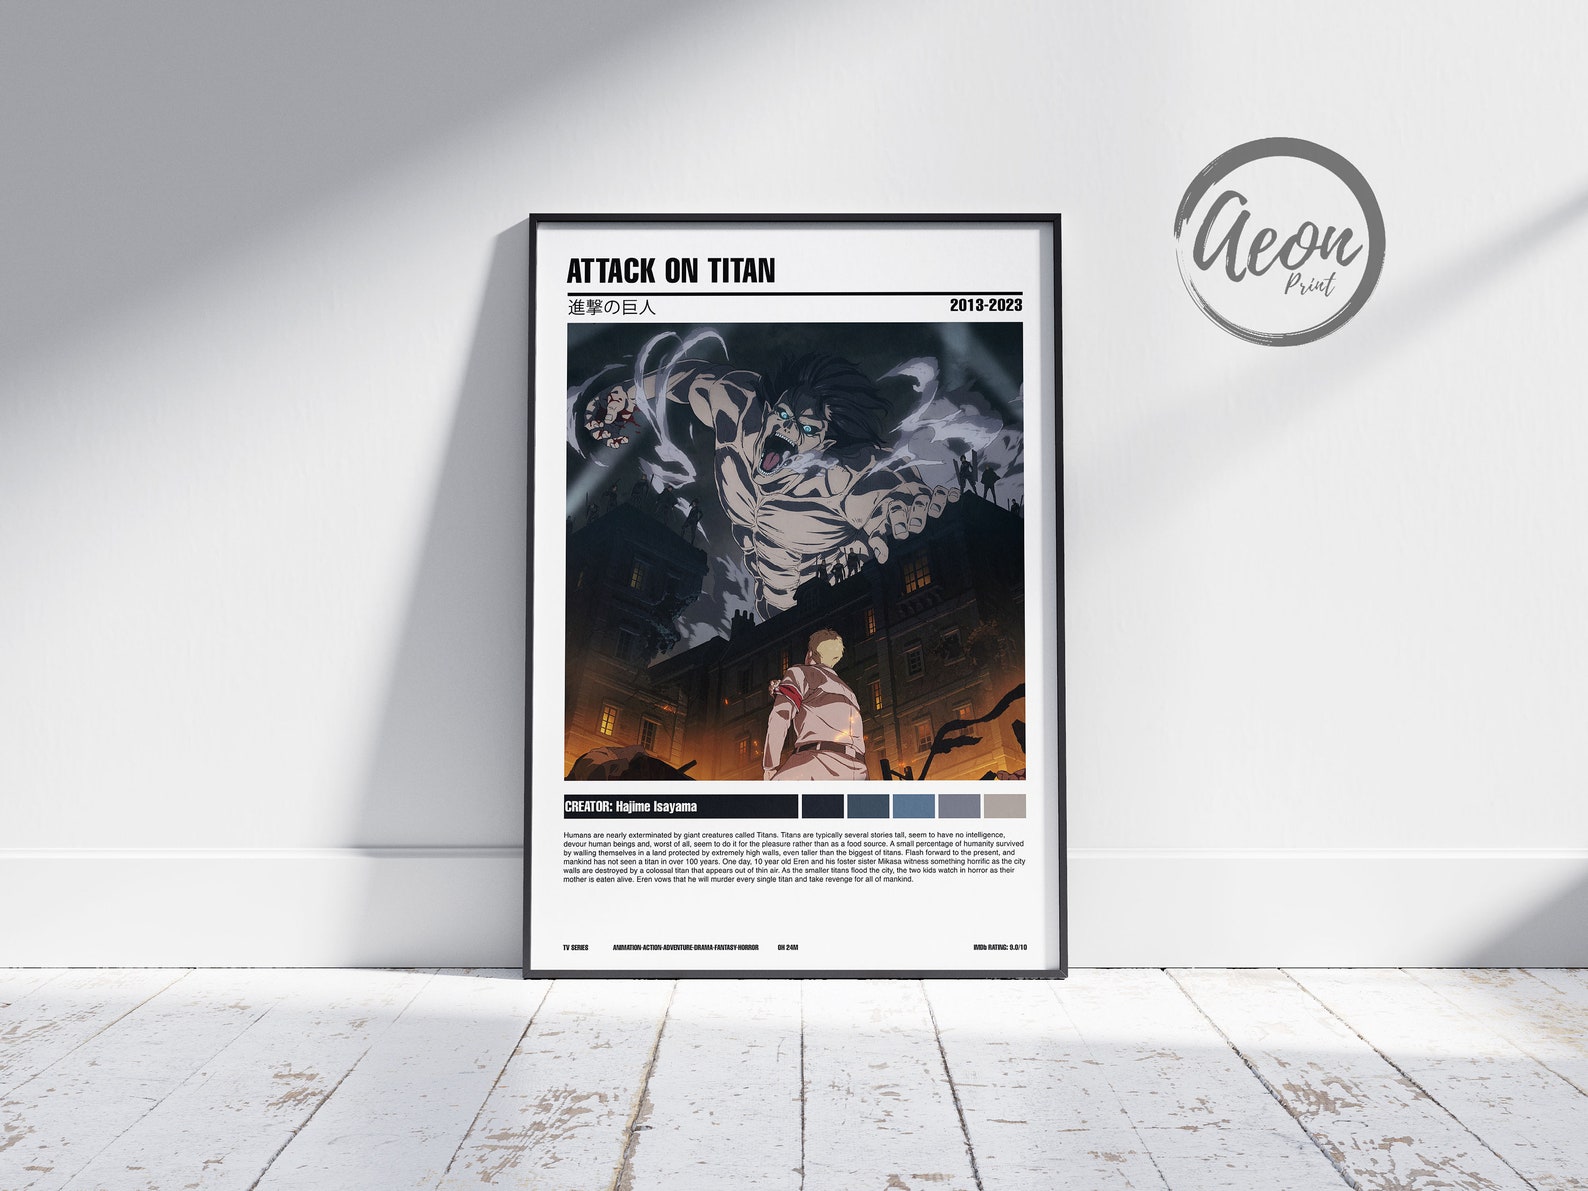 ATTACK ON TITAN
進撃の巨人
2013-2023
Aeon
Print
CREATOR: Hajime Isayama
Humans are nearly exterminated by giant creatures called Titans. Titans are typically several stories tall, seem to have no intelligence,
devour human beings and, worst of all, seem to do it for the pleasure rather than as a food source. A small percentage of humanity survived
by walling themselves in a land protected by extremely high walls, even taller than the biggest of titans. Flash forward to the present, and
mankind has not seen a titan in over 100 years. One day, 10 year old Eren and his foster sister Mikasa witness something horrific as the city
walls are destroyed by a colossal titan that appears out of thin air. As the smaller titans flood the city, the two kids watch in horror as their
mother is eaten alive. Eren vows that he will murder every single titan and take revenge for all of mankind.
TV SERIES ANIMATION-ACTION-ADVENTURE-DRAMA-FANTASY-HORROR 0H 24M IMDb RATING: 9.0/10